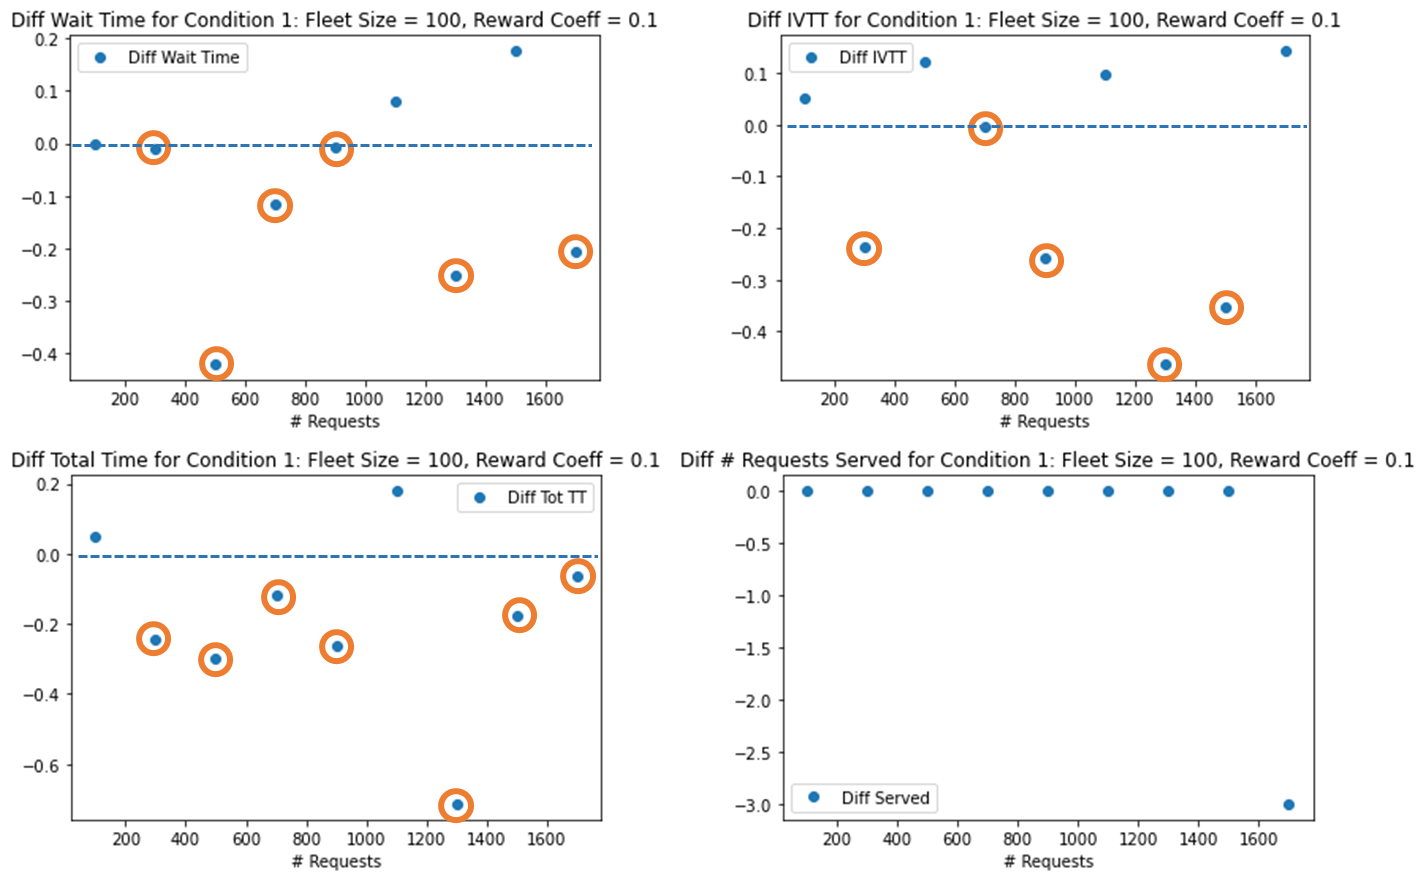 Diff Wait Time for Condition 1: Fleet Size = 100, Reward Coeff = 0.1
0.2
0.1
0.0
−0.1
−0.2
−0.3
−0.4
Diff Wait Time
200 400 600 800 1000 1200 1400 1600
# Requests
Diff IVTT for Condition 1: Fleet Size = 100, Reward Coeff = 0.1
0.1
0.0
−0.1
−0.2
−0.3
−0.4
Diff IVTT
200 400 600 800 1000 1200 1400 1600
# Requests
Diff Total Time for Condition 1: Fleet Size = 100, Reward Coeff = 0.1
0.2
0.0
−0.2
−0.4
−0.6
Diff Tot TT
200 400 600 800 1000 1200 1400 1600
# Requests
Diff # Requests Served for Condition 1: Fleet Size = 100, Reward Coeff = 0.1
0.0
−0.5
−1.0
−1.5
−2.0
−2.5
−3.0
Diff Served
200 400 600 800 1000 1200 1400 1600
# Requests